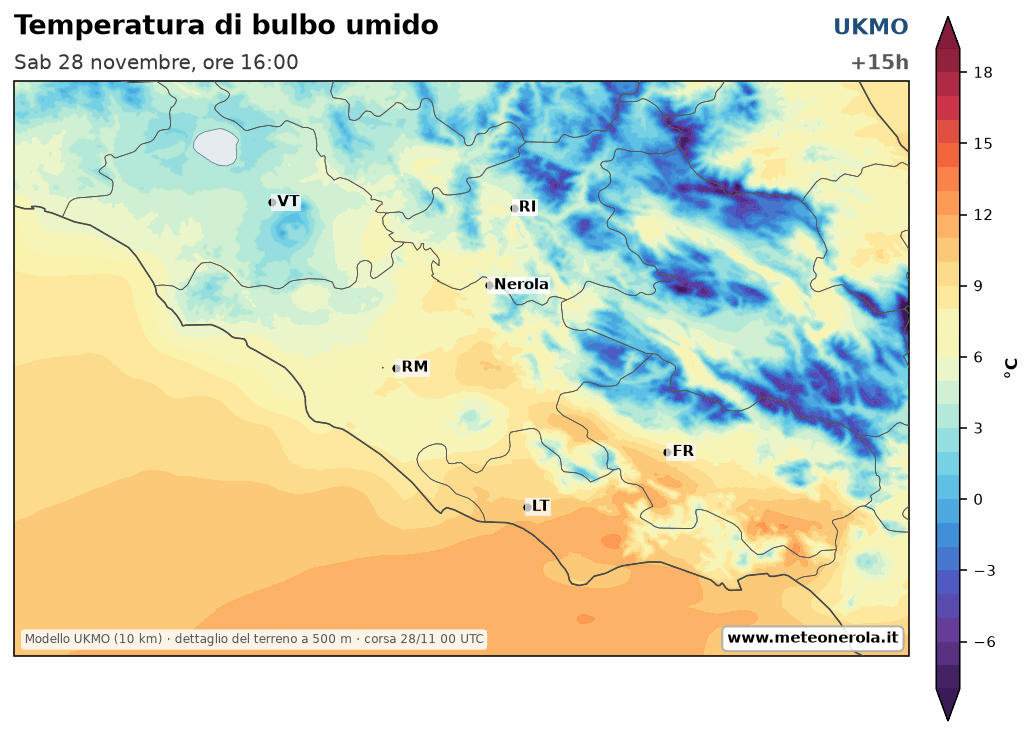 Temperatura di bulbo umido
UKMO
Sab 28 novembre, ore 16:00
+15h
18
15
12
9
6
3
0
−3
−6
°C
VT
RI
Nerola
RM
FR
LT
Modello UKMO (10 km) · dettaglio del terreno a 500 m · corsa 28/11 00 UTC
www.meteonerola.it